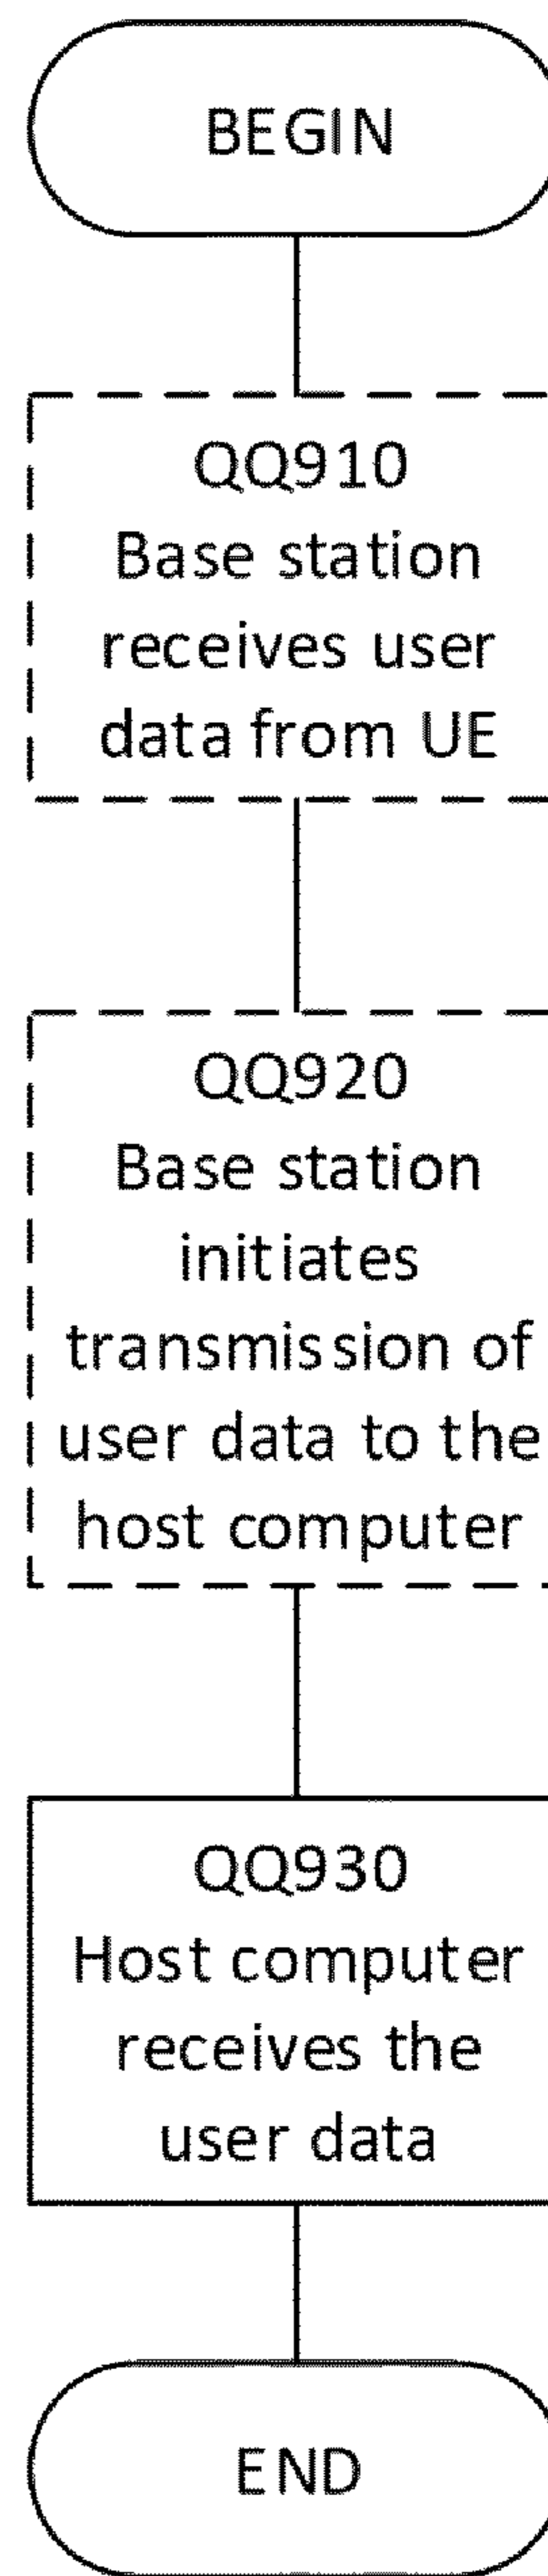 BEGIN
QQ910
Base station
receives user
data from UE
QQ920
Base station
initiates
transmission of
user data to the
host computer
QQ930
Host computer
receives the
user data
END